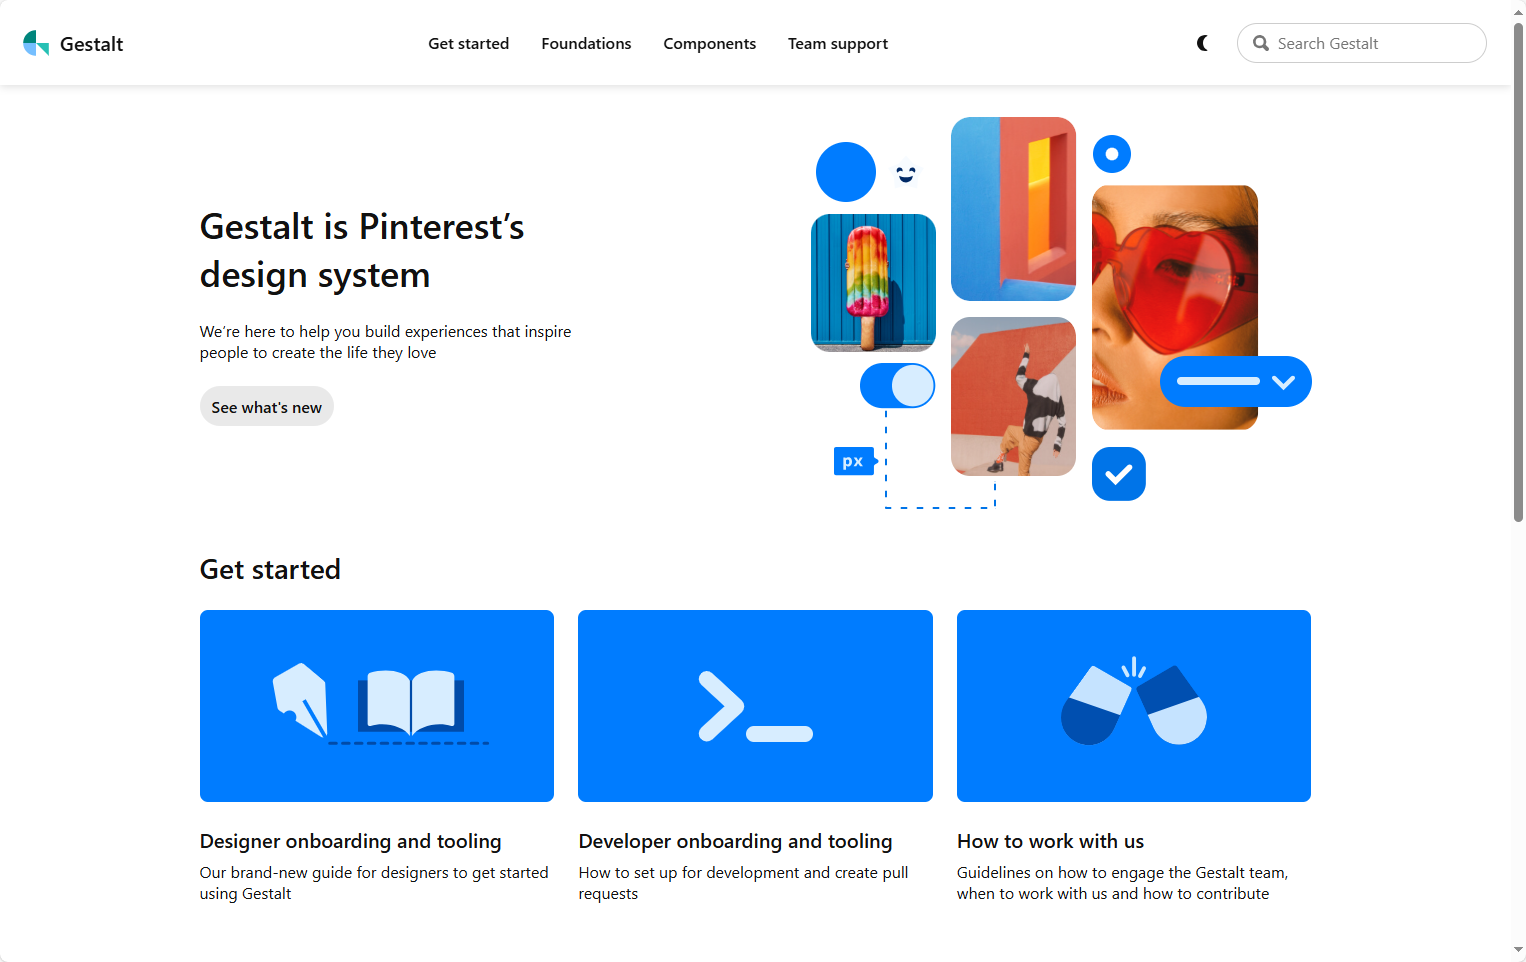 Gestalt
Get started
Foundations
Components
Team support
Search Gestalt
Gestalt is Pinterest’s
design system
We’re here to help you build experiences that inspire
people to create the life they love
See what's new
px
Get started
Designer onboarding and tooling
Our brand-new guide for designers to get started
using Gestalt
Developer onboarding and tooling
How to set up for development and create pull
requests
How to work with us
Guidelines on how to engage the Gestalt team,
when to work with us and how to contribute